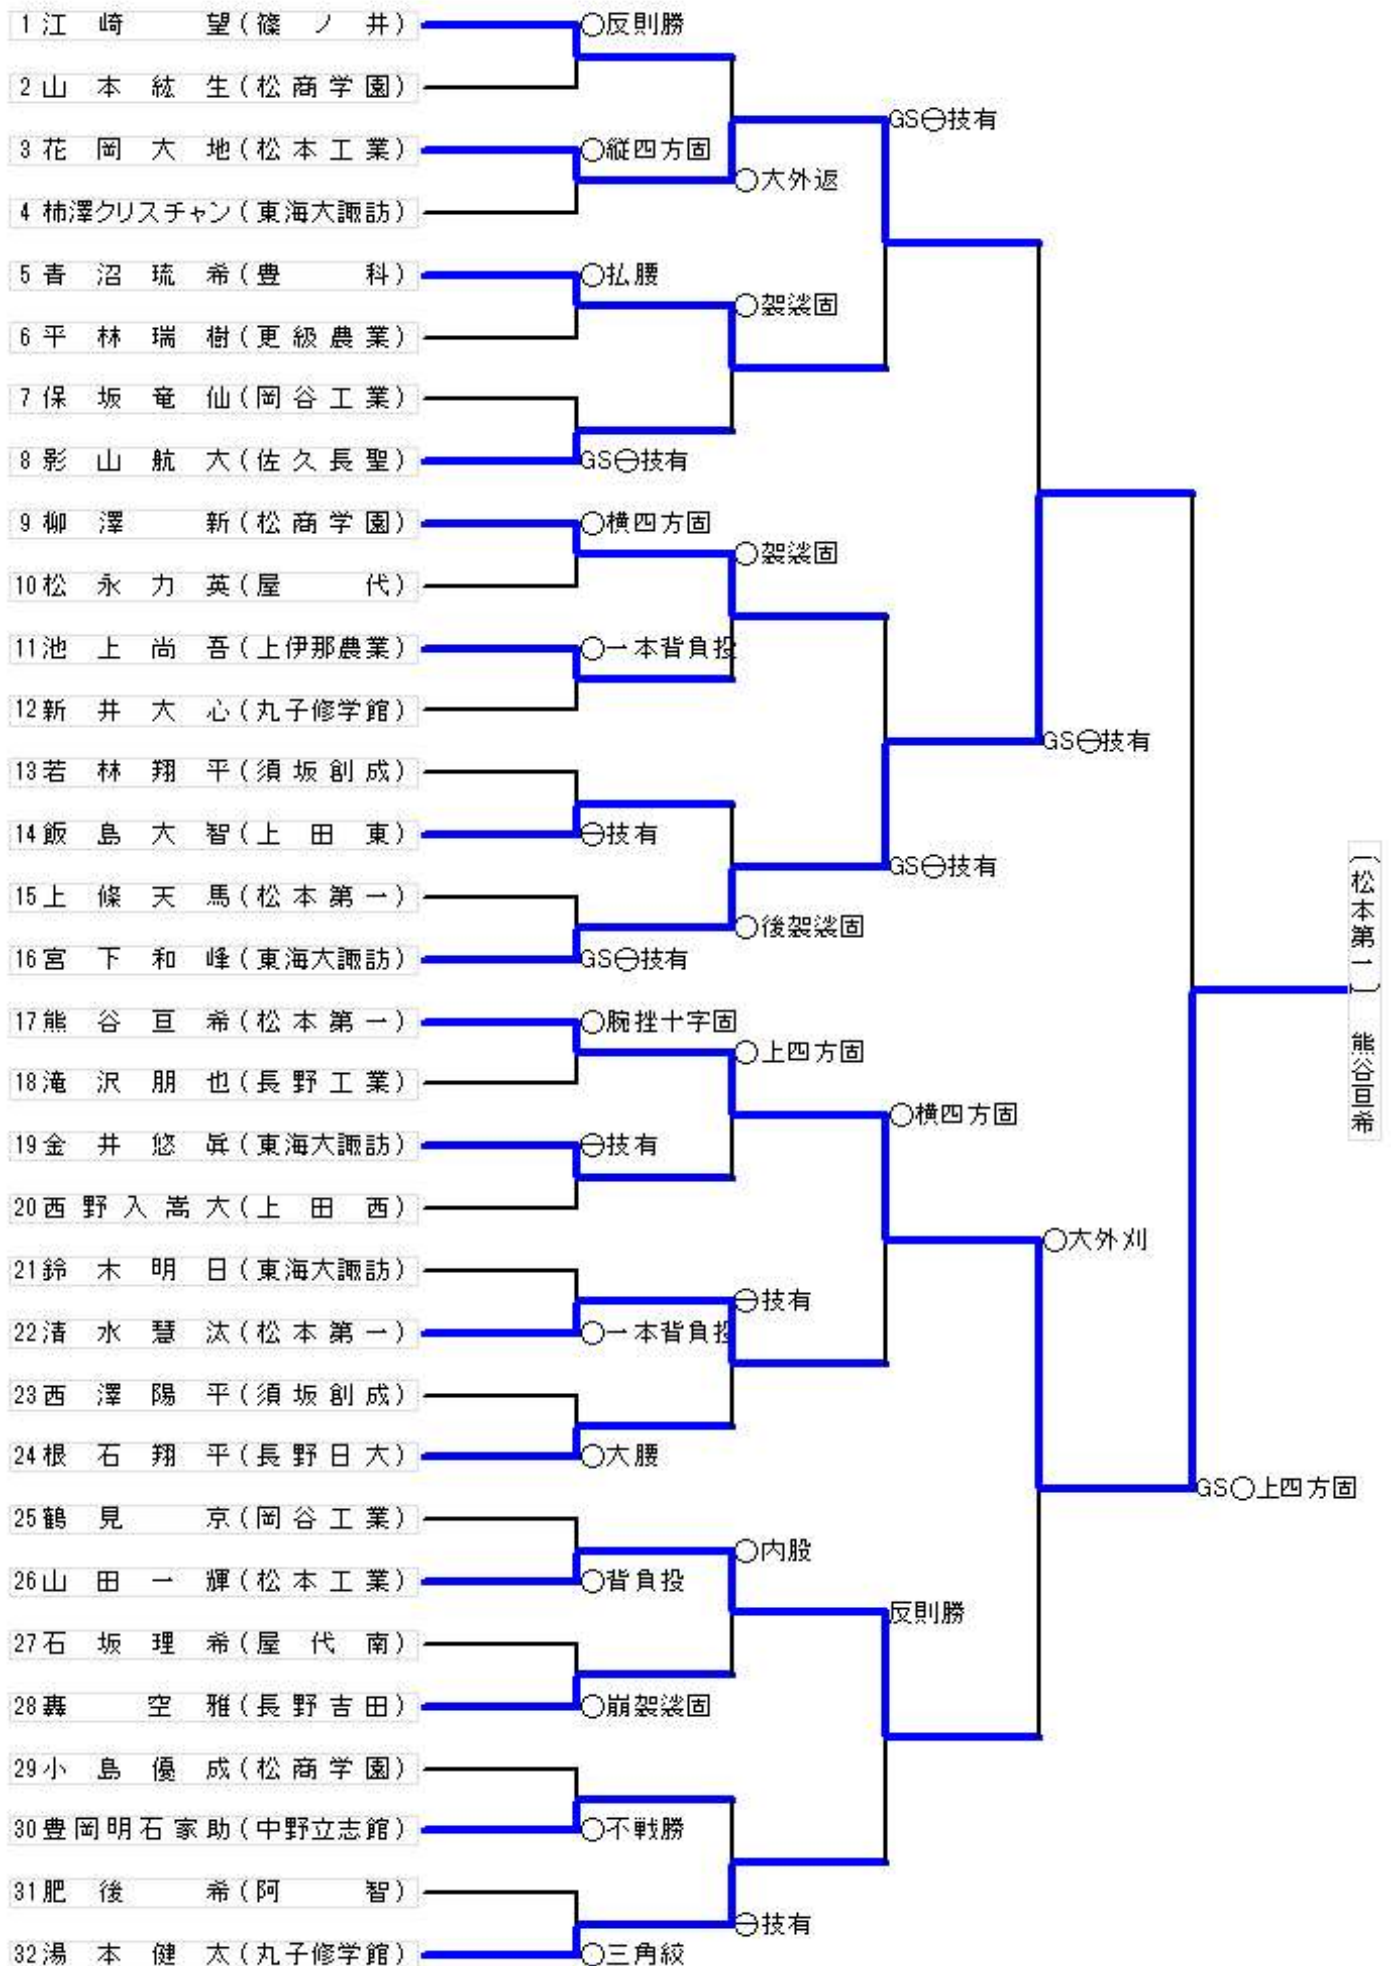 1 江崎 望(篠ノ井) ○反則勝
2 山本紘生(松商学園)
GS㊀技有
3 花岡大地(松本工業) ○縦四方固
○大外返
4 柿澤クリスチャン(東海大諏訪)
5 青沼琉希(豊科) ○払腰
○袈裟固
6 平林瑞樹(更級農業)
7 保坂竜仙(岡谷工業)
8 影山航大(佐久長聖) GS㊀技有
9 柳澤 新(松商学園) ○横四方固
○袈裟固
10 松永力英(屋代)
11 池上尚吾(上伊那農業) ○一本背負投
12 新井大心(丸子修学館)
GS㊀技有
13 若林翔平(須坂創成)
14 飯島大智(上田東) ㊀技有
GS㊀技有
15 上條天馬(松本第一)
○後袈裟固
16 宮下和峰(東海大諏訪) GS㊀技有
(松本第一) 熊谷亘希
17 熊谷亘希(松本第一) ○腕挫十字固
○上四方固
18 滝沢朋也(長野工業)
○横四方固
19 金井悠眞(東海大諏訪) ㊀技有
20 西野入嵩大(上田西)
○大外刈
21 鈴木明日(東海大諏訪)
㊀技有
22 清水慧汰(松本第一) ○一本背負投
23 西澤陽平(須坂創成)
24 根石翔平(長野日大) ○大腰
GS○上四方固
25 鶴見 京(岡谷工業)
○内股
26 山田一輝(松本工業) ○背負投
反則勝
27 石坂理希(屋代南)
28 轟 空雅(長野吉田) ○崩袈裟固
29 小島優成(松商学園)
30 豊岡明石家助(中野立志館) ○不戦勝
31 肥後 希(阿智)
㊀技有
32 湯本健太(丸子修学館) ○三角絞